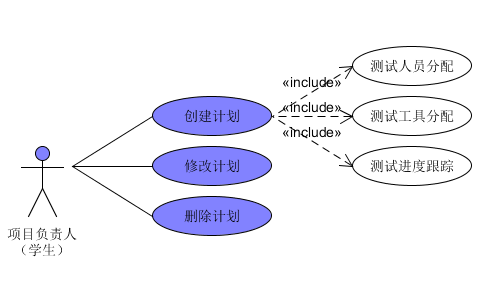 测试人员分配
«include»
创建计划
«include»
测试工具分配
«include»
修改计划
测试进度跟踪
删除计划
项目负责人
（学生）